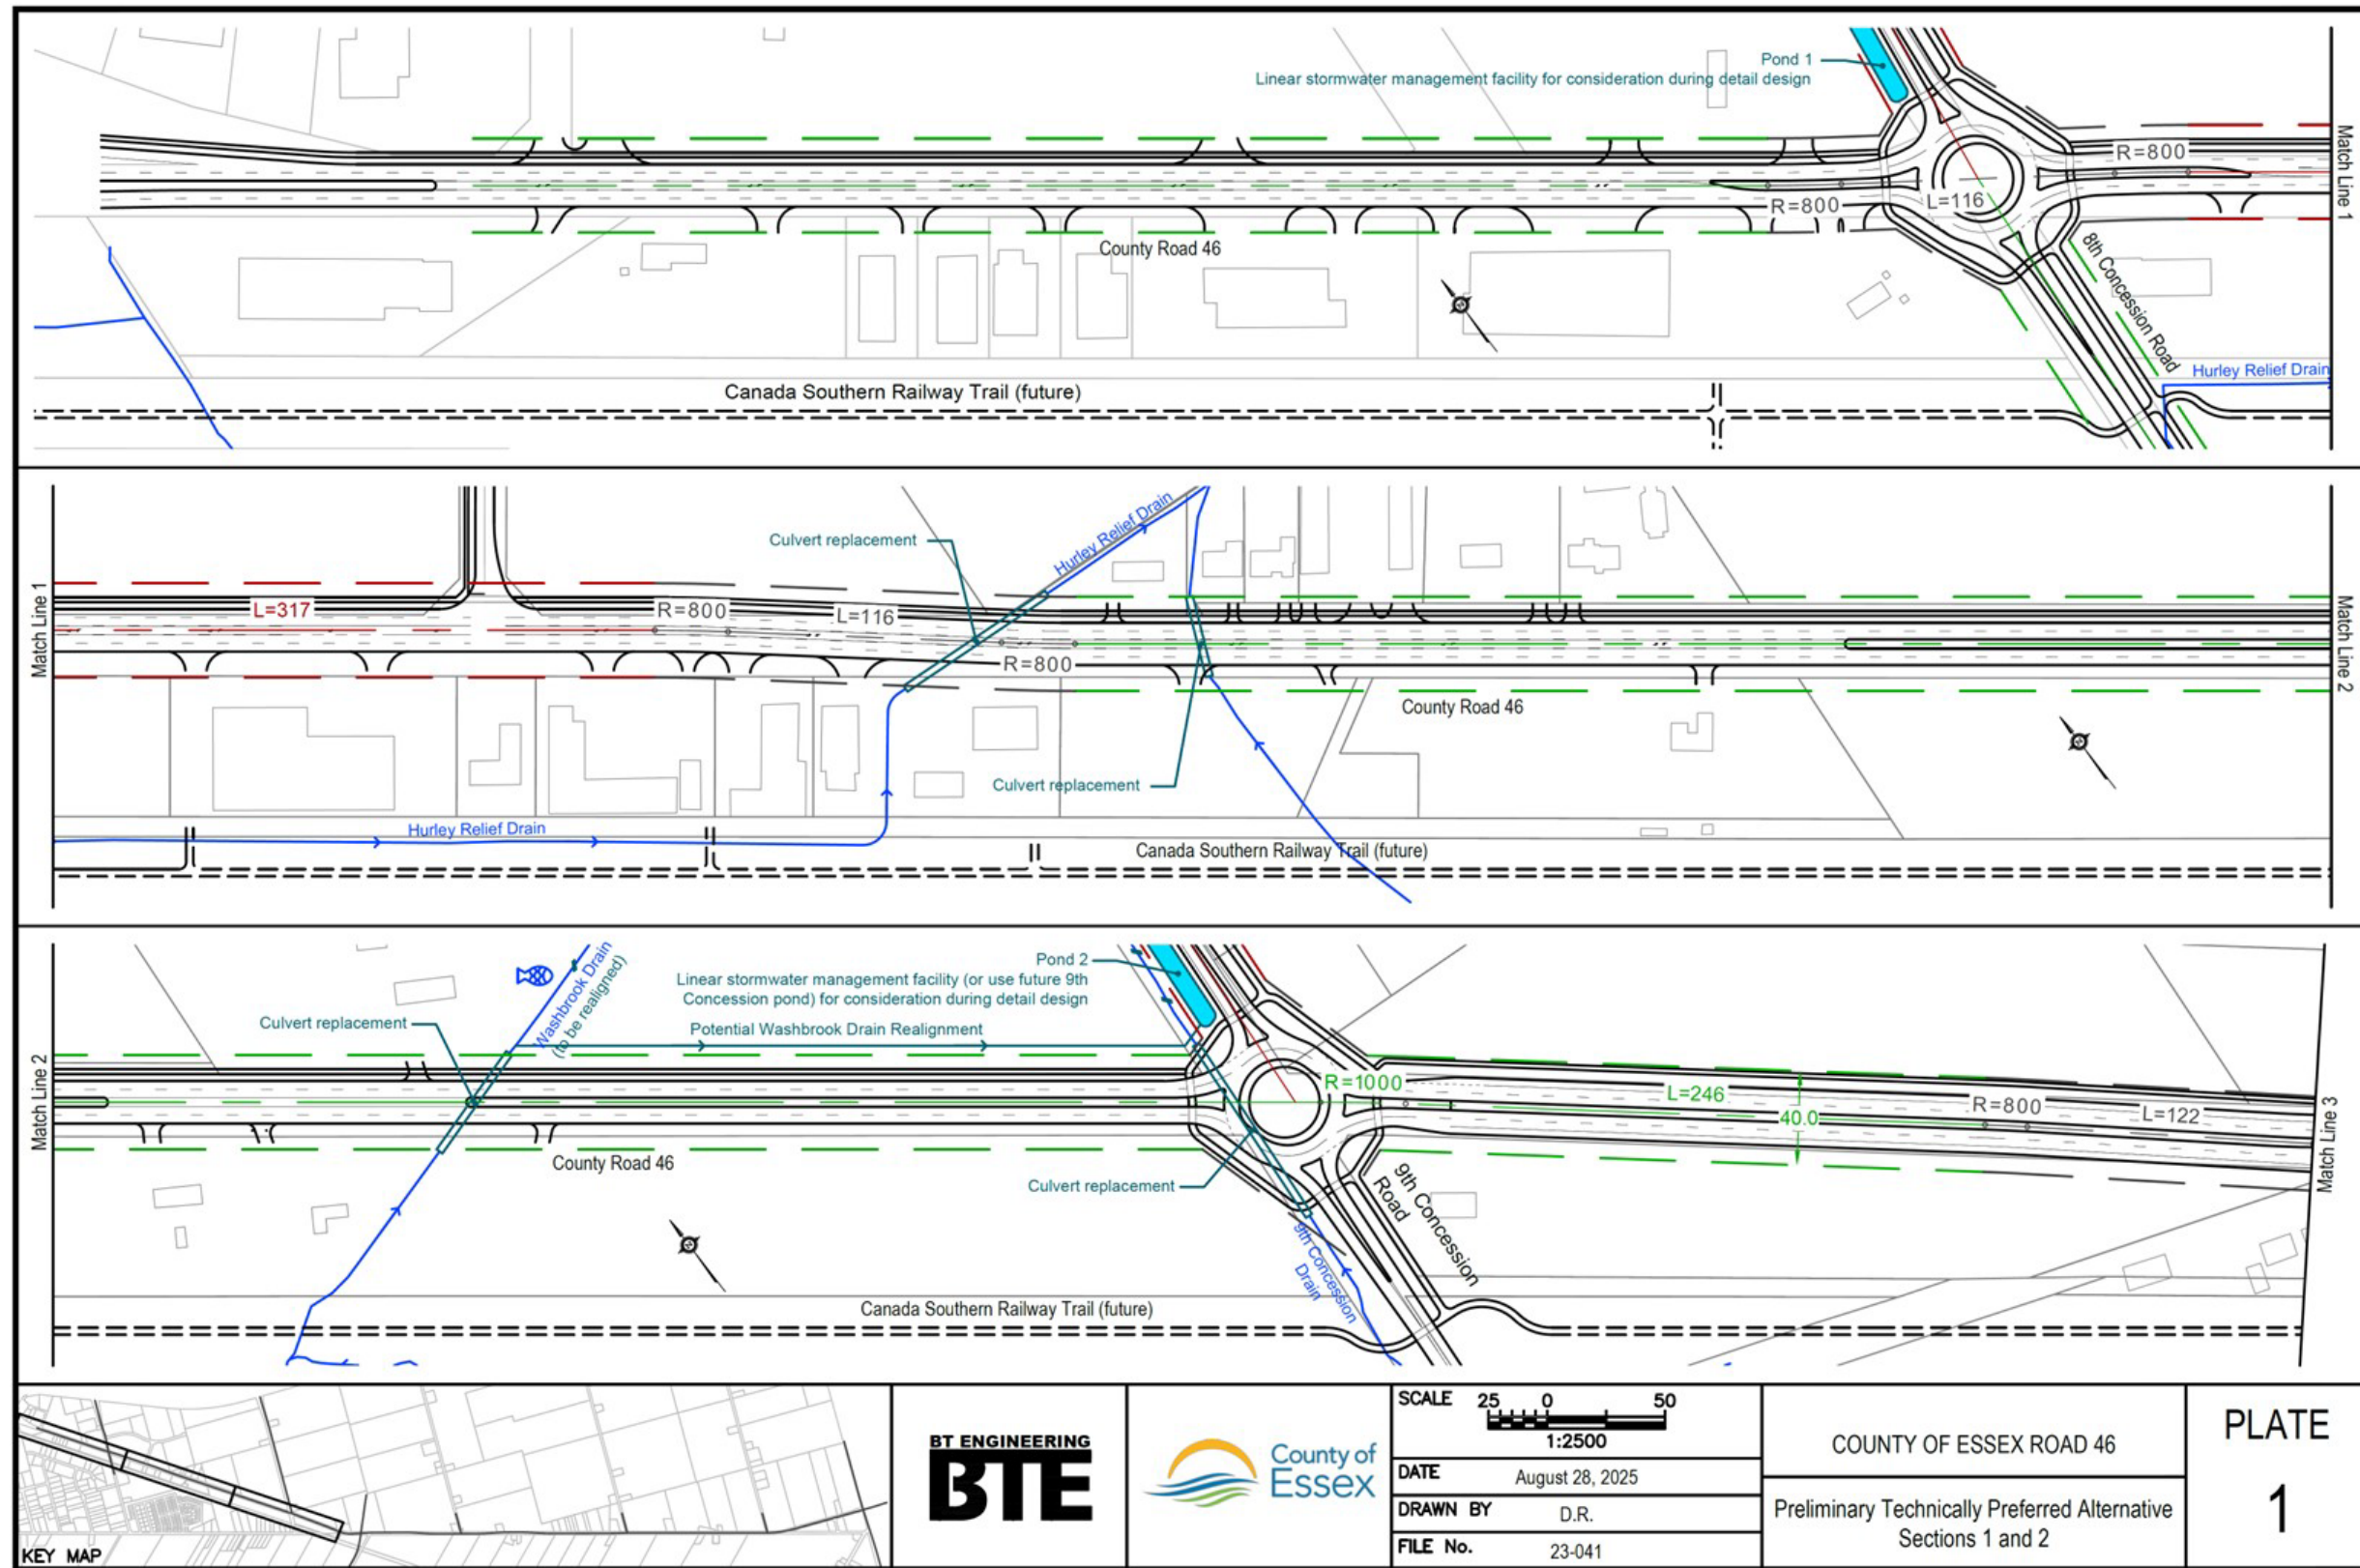 Pond 1
Linear stormwater management facility for consideration during detail design
R=800
Match Line 1
R=800
L=116
County Road 46
8th Concession Road
Hurley Relief Drain
Canada Southern Railway Trail (future)
Match Line 1
Culvert replacement
Hurley Relief Drain
L=317
R=800
L=116
R=800
Match Line 2
County Road 46
Culvert replacement
Hurley Relief Drain
Canada Southern Railway Trail (future)
Match Line 2
Washbrook Drain
(to be realigned)
Pond 2
Linear stormwater management facility (or use future 9th
Concession pond) for consideration during detail design
Culvert replacement
Potential Washbrook Drain Realignment
R=1000
L=246
40.0
R=800
L=122
Match Line 3
County Road 46
Culvert replacement
9th Concession
Road
9th Concession
Drain
Canada Southern Railway Trail (future)
KEY MAP
BT ENGINEERING
BTE
County of
Essex
SCALE
25 0 50
1:2500
DATE August 28, 2025
DRAWN BY D.R.
FILE No. 23-041
COUNTY OF ESSEX ROAD 46
Preliminary Technically Preferred Alternative
Sections 1 and 2
PLATE
1